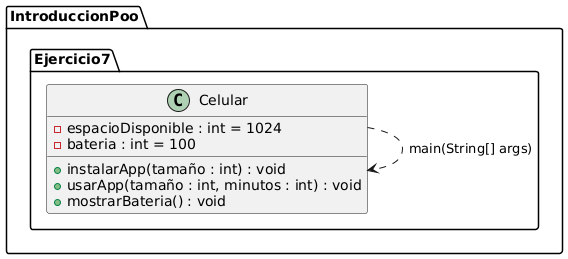 IntroduccionPoo
Ejercicio7
C Celular
espacioDisponible : int = 1024
bateria : int = 100
main(String[] args)
instalarApp(tamaño : int) : void
usarApp(tamaño : int, minutos : int) : void
mostrarBateria() : void